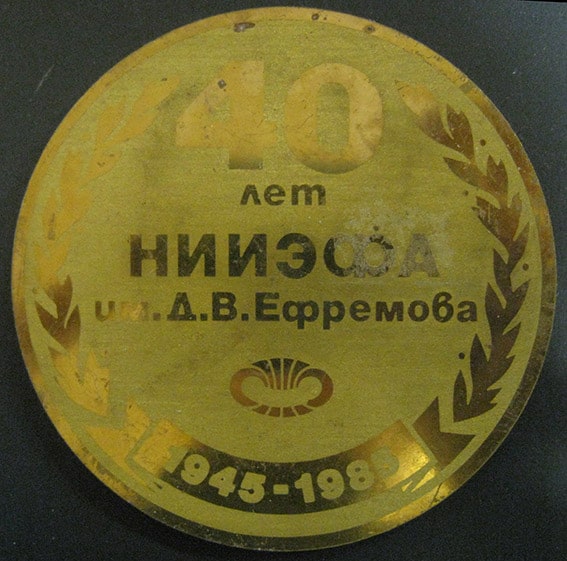 40
лет
НИИЭФА
им.Д.В.Ефремова
1945-1985